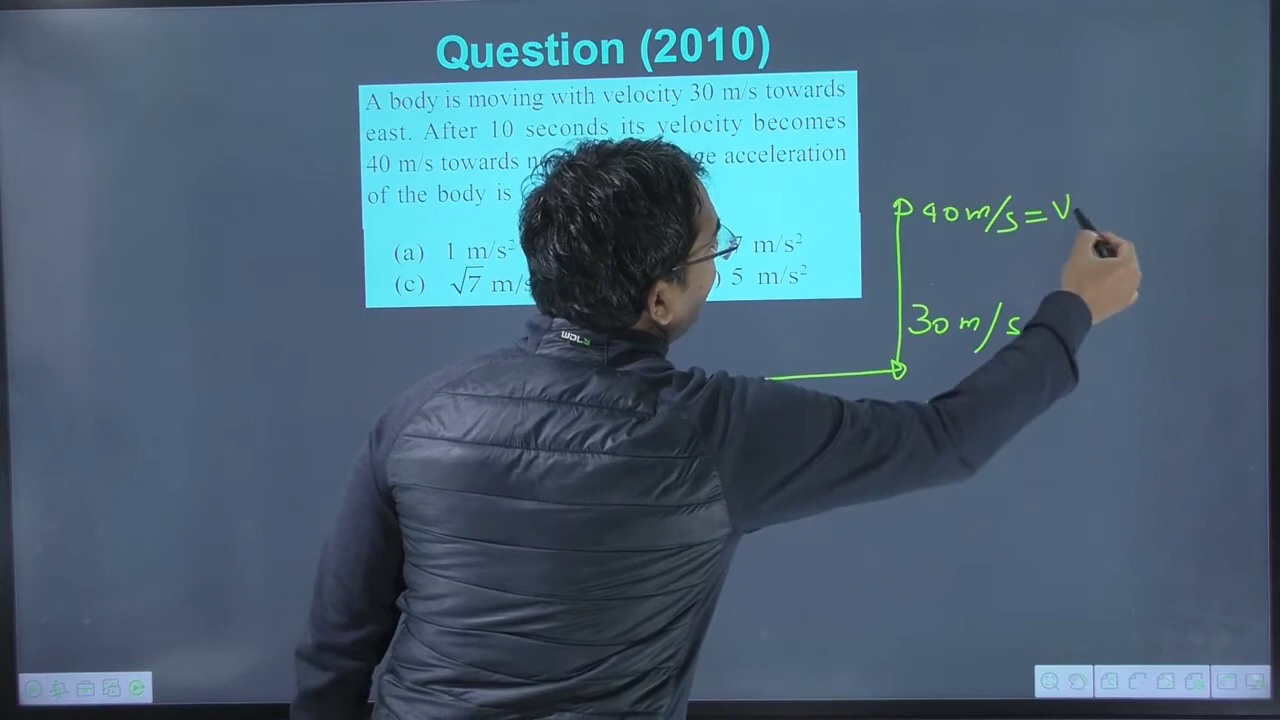 Question (2010)
A body is moving with velocity 30 m/s towards
east. After 10 seconds its velocity becomes
40 m/s towards acceleration
of the body is
(a) 1 m/s² m/s²
(c) √7 5 m/s²
40 m/s = V
30 m/s